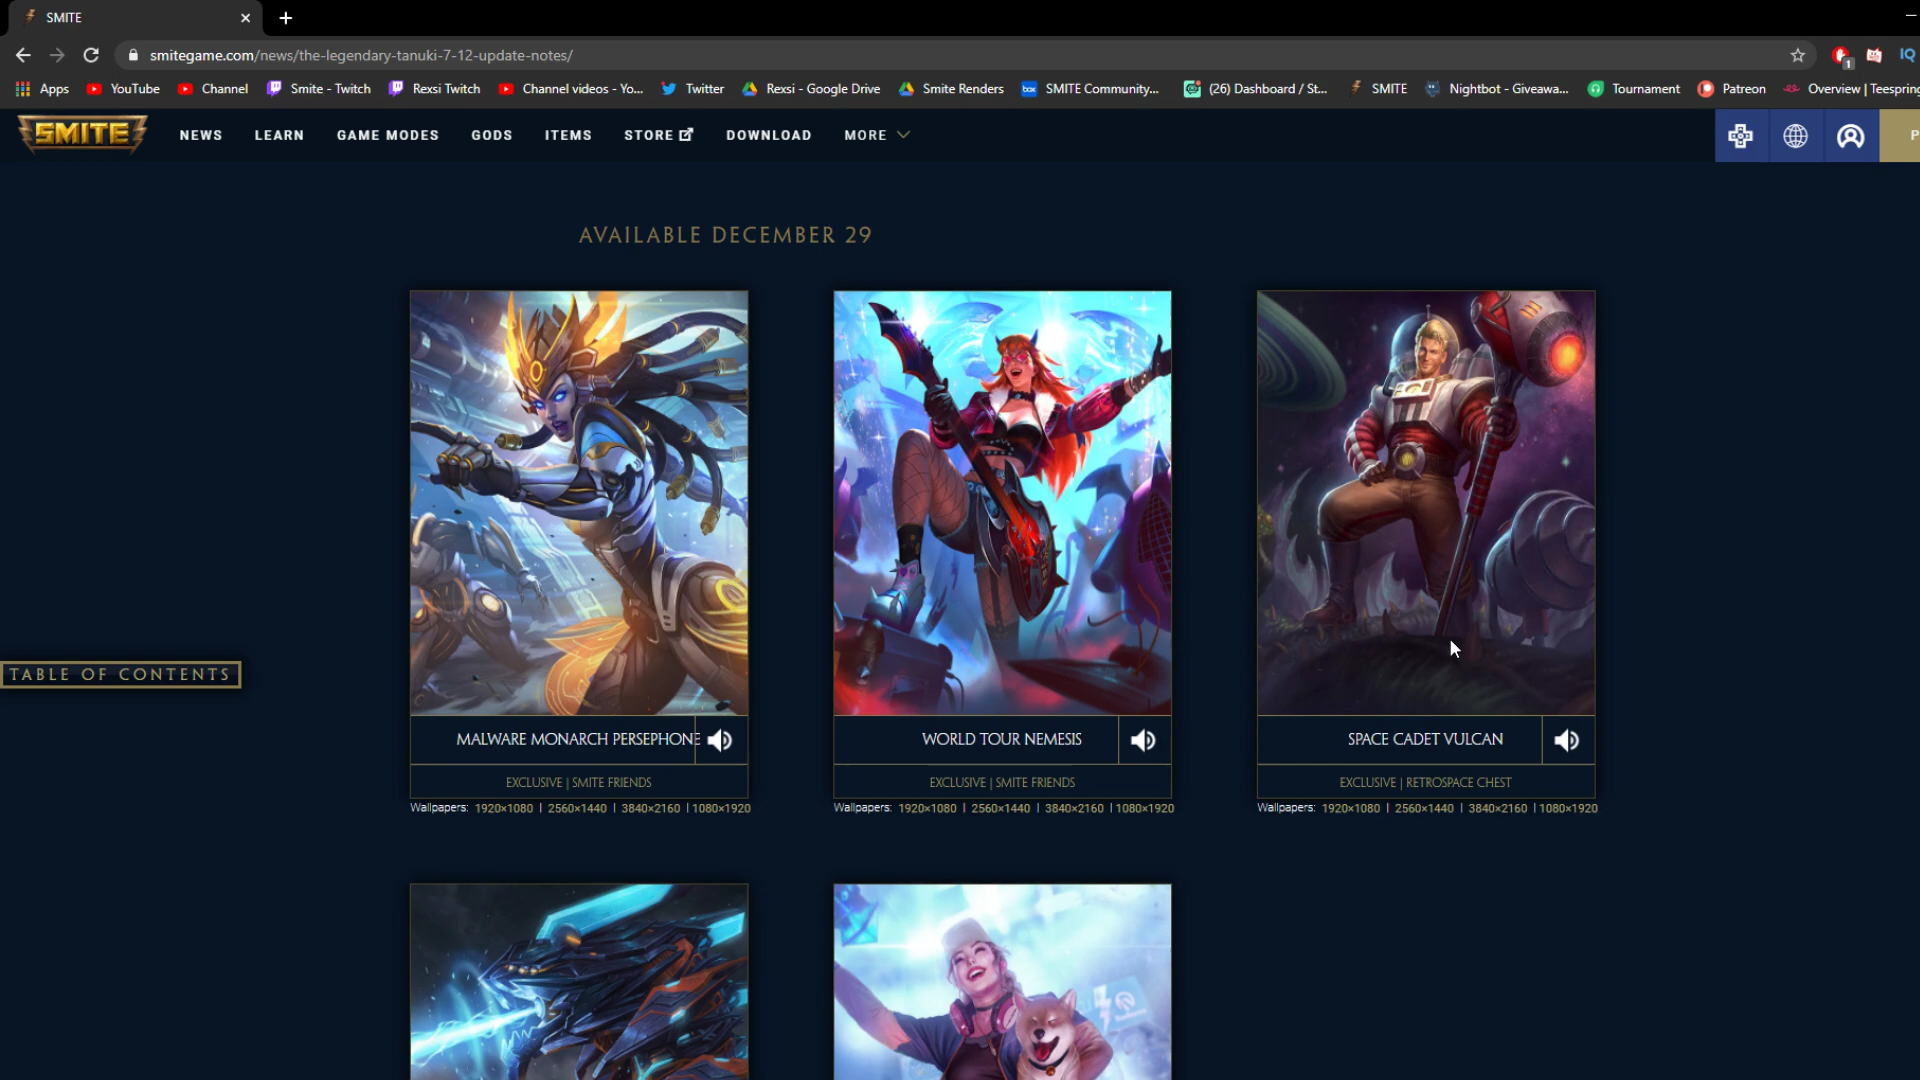 SMITE
smitegame.com/news/the-legendary-tanuki-7-12-update-notes/
1
IQ
Apps YouTube Channel Smite - Twitch Rexsi Twitch Channel videos - Yo... Twitter Rexsi - Google Drive Smite Renders box SMITE Community... (26) Dashboard / St... SMITE Nightbot - Giveawa... Tournament Patreon Overview | Teespring
SMITE NEWS LEARN GAME MODES GODS ITEMS STORE DOWNLOAD MORE P
AVAILABLE DECEMBER 29
TABLE OF CONTENTS
MALWARE MONARCH PERSEPHONE
EXCLUSIVE | SMITE FRIENDS
Wallpapers: 1920×1080 | 2560×1440 | 3840×2160 | 1080×1920
WORLD TOUR NEMESIS
EXCLUSIVE | SMITE FRIENDS
Wallpapers: 1920×1080 | 2560×1440 | 3840×2160 | 1080×1920
SPACE CADET VULCAN
EXCLUSIVE | RETROSPACE CHEST
Wallpapers: 1920×1080 | 2560×1440 | 3840×2160 | 1080×1920